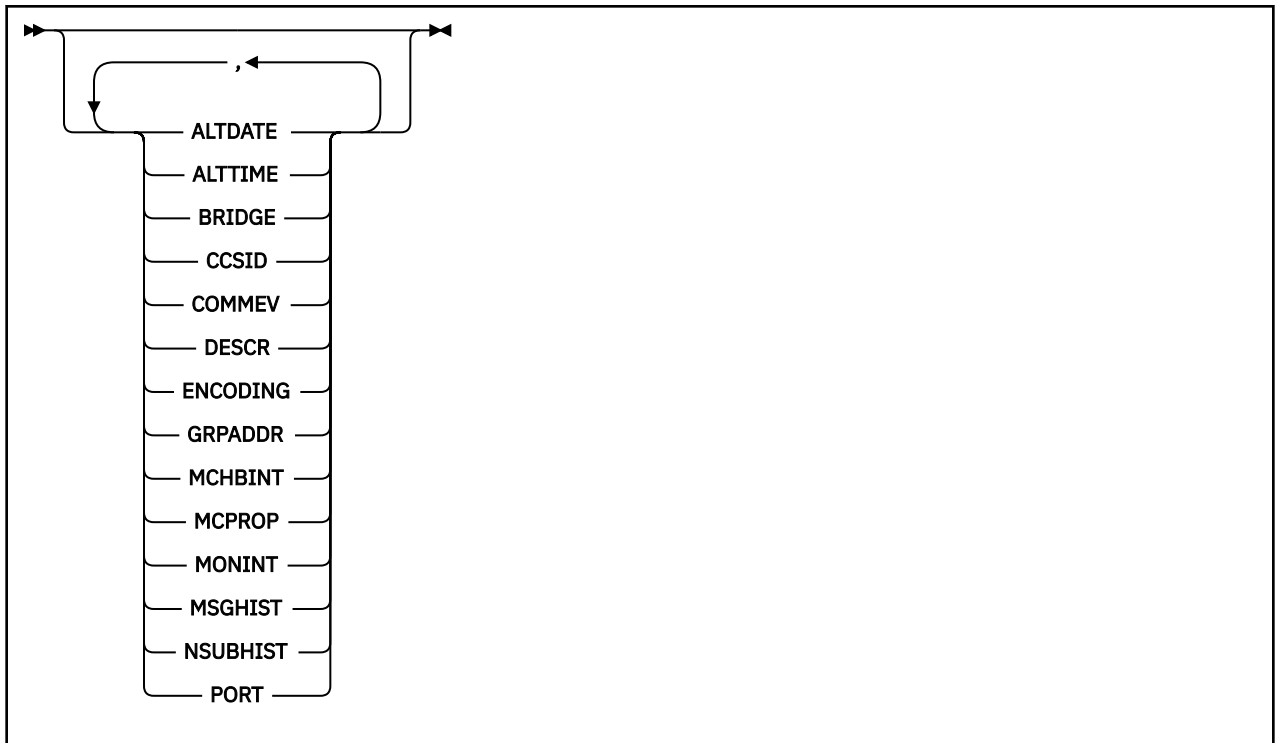 ,
ALTDATE
ALTTIME
BRIDGE
CCSID
COMMEV
DESCR
ENCODING
GRPADDR
MCHBINT
MCPROP
MONINT
MSGHIST
NSUBHIST
PORT